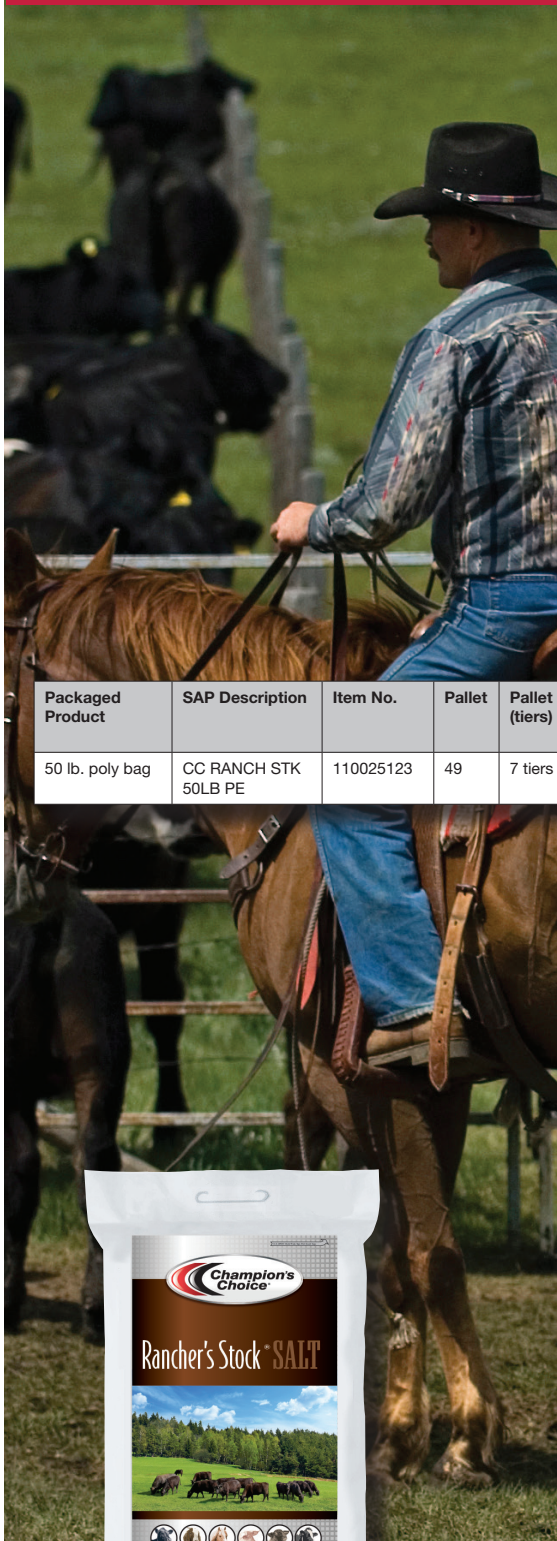 Packaged Product
SAP Description
Item No.
Pallet
Pallet (tiers)
50 lb. poly bag
CC RANCH STK 50LB PE
110025123
49
7 tiers
Champion's
Choice®
Rancher's Stock® SALT